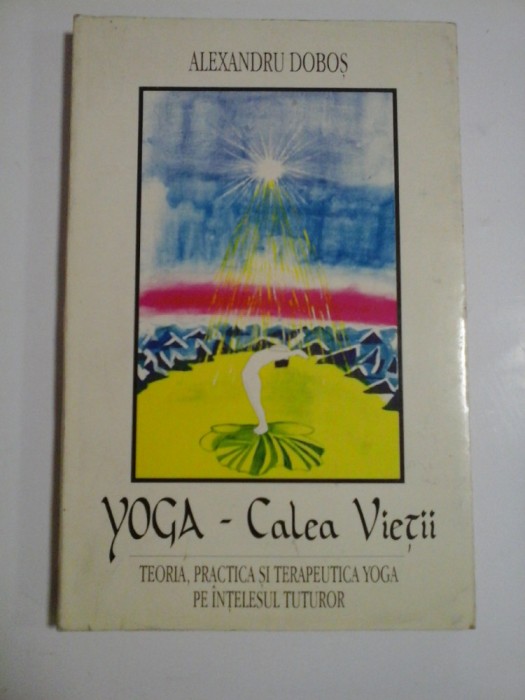 ALEXANDRU DOBOȘ
YOGA - Calea Vieții
TEORIA, PRACTICA ȘI TERAPEUTICA YOGA
PE ÎNȚELESUL TUTUROR